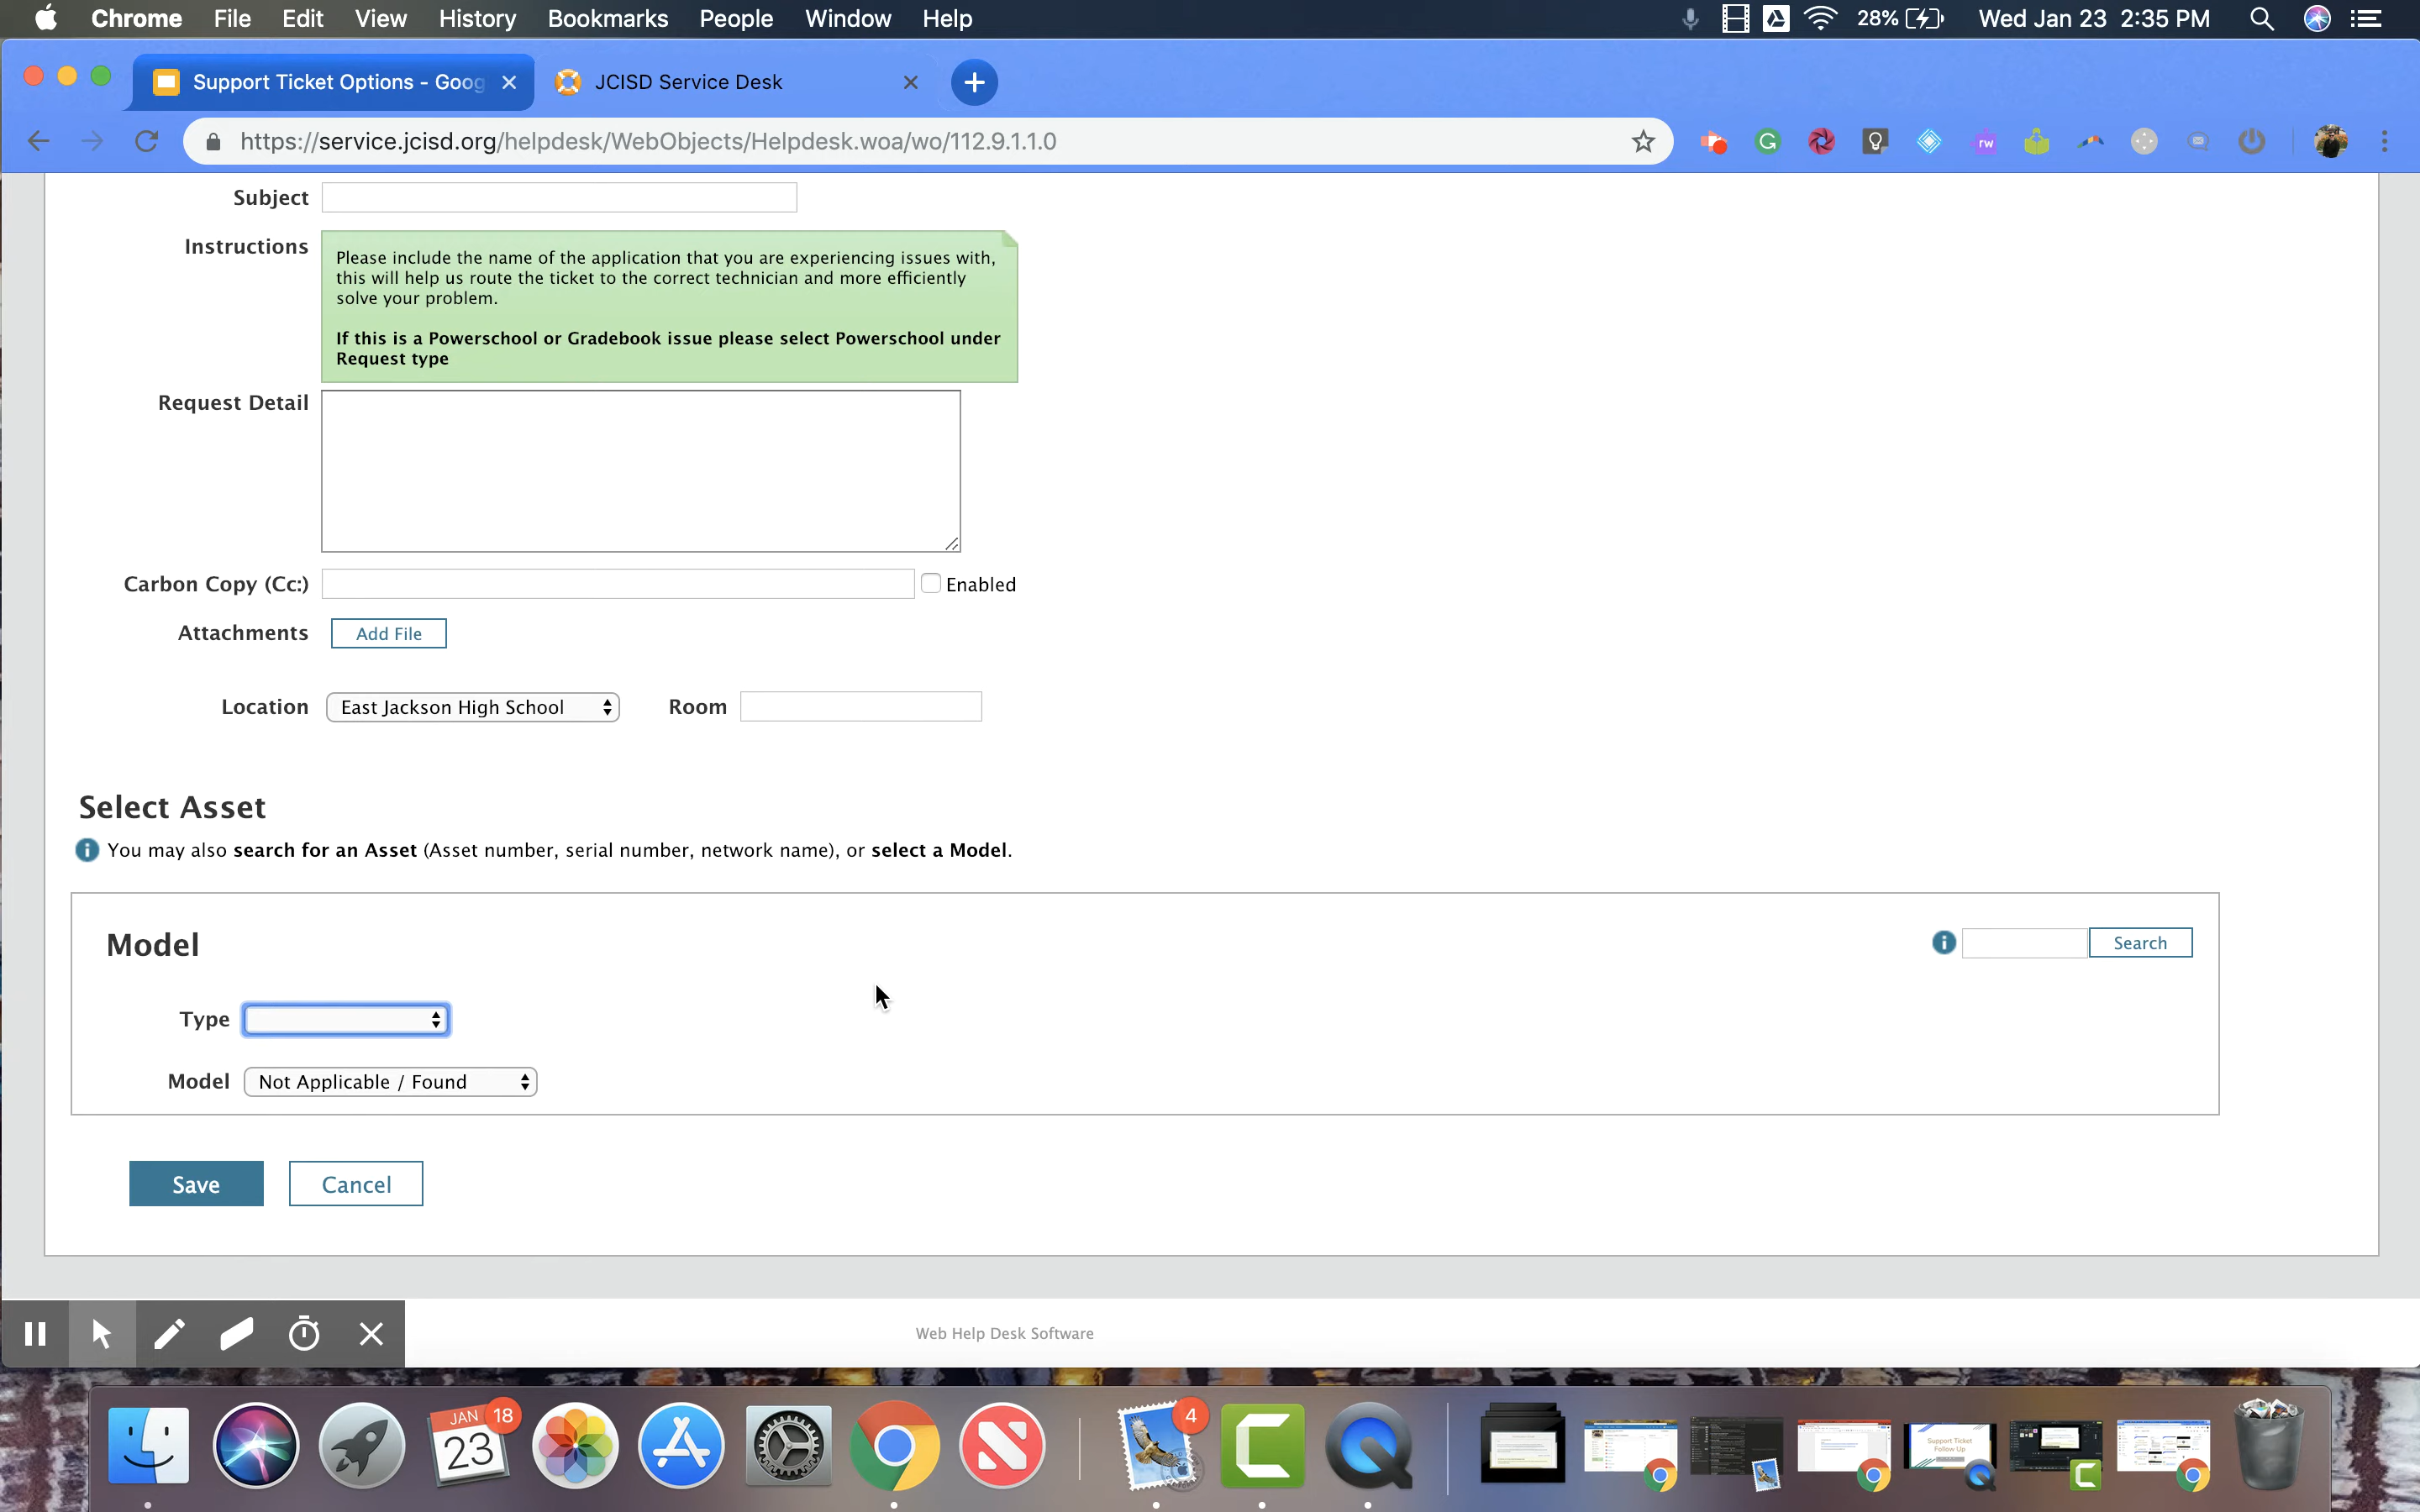 Chrome File Edit View History Bookmarks People Window Help 28% Wed Jan 23 2:35 PM
Support Ticket Options - Goog JCISD Service Desk
https://service.jcisd.org/helpdesk/WebObjects/Helpdesk.woa/wo/112.9.1.1.0
Subject
Instructions
Please include the name of the application that you are experiencing issues with,
this will help us route the ticket to the correct technician and more efficiently
solve your problem.
If this is a Powerschool or Gradebook issue please select Powerschool under
Request type
Request Detail
Carbon Copy (Cc:) Enabled
Attachments Add File
Location East Jackson High School Room
Select Asset
You may also search for an Asset (Asset number, serial number, network name), or select a Model.
Model Search
Type
Model Not Applicable / Found
Save Cancel
Web Help Desk Software
JAN 18
23
4
Support Ticket
Follow Up